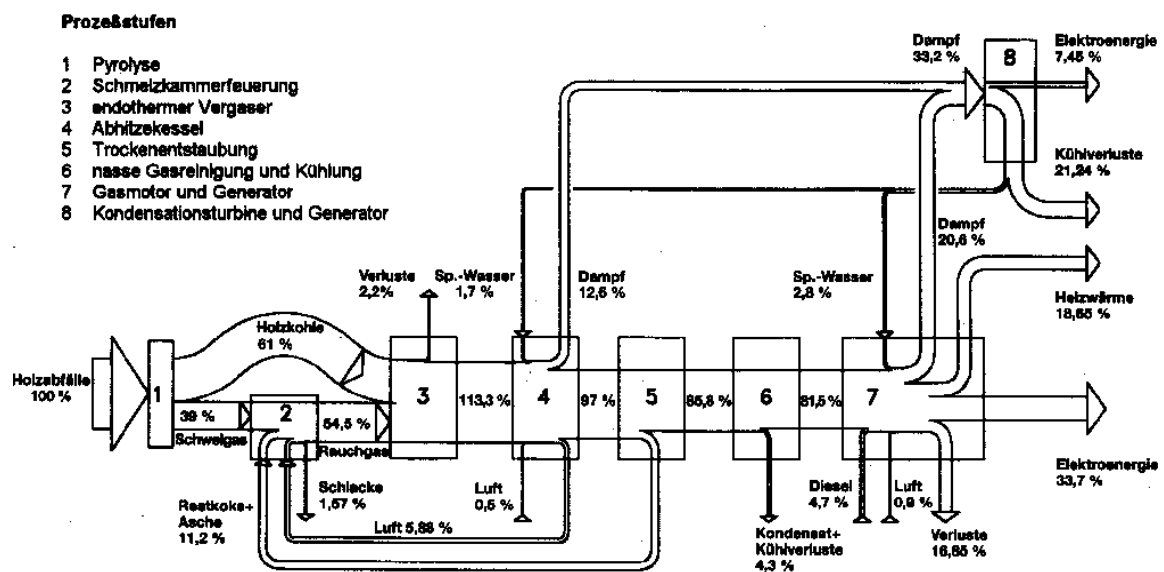 Prozeßstufen
1 Pyrolyse
2 Schmelzkammerfeuerung
3 endothermer Vergaser
4 Abhitzekessel
5 Trockenentstaubung
6 nasse Gasreinigung und Kühlung
7 Gasmotor und Generator
8 Kondensationsturbine und Generator
Dampf
33,2 %
8
Elektroenergie
7,45 %
Kühlverluste
21,24 %
Dampf
20,6 %
Verluste
2,2%
Sp.-Wasser
1,7 %
Dampf
12,6 %
Sp.-Wasser
2,8 %
Heizwärme
18,65 %
Holzkohle
61 %
Holzabfälle
100 %
1
39 %
Schwelgas
2
54,5 %
Rauchgas
3
113,3 %
4
97 %
5
85,8 %
6
81,5 %
7
Elektroenergie
33,7 %
Restkoks+
Asche
11,2 %
Schlacke
1,57 %
Luft 5,88 %
Luft
0,5 %
Kondensat+
Kühlverluste
4,3 %
Diesel
4,7 %
Luft
0,9 %
Verluste
16,85 %